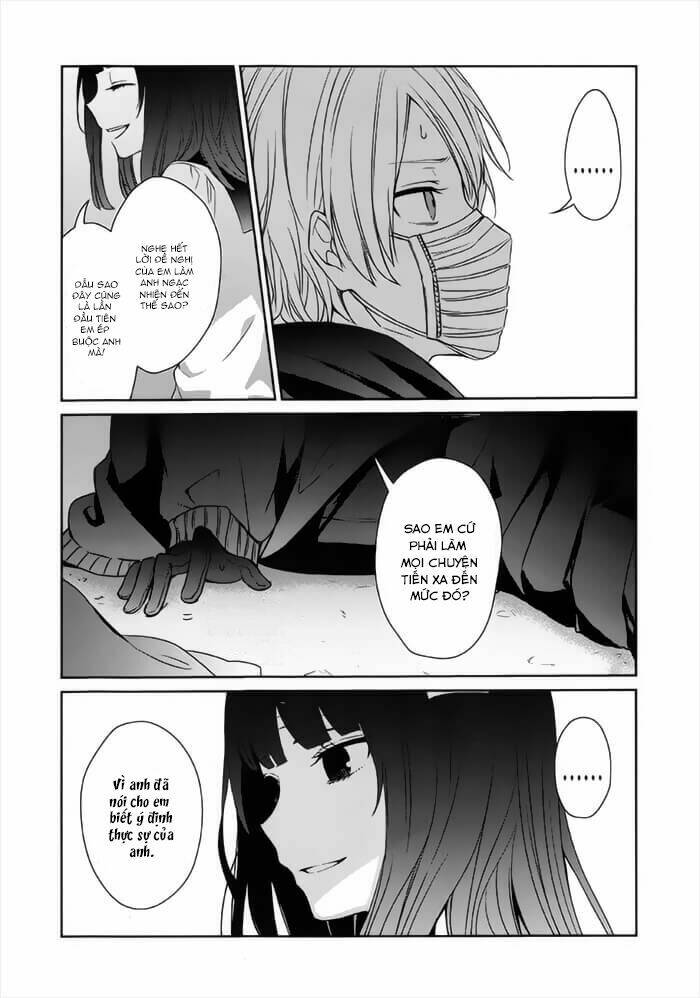 ......
NGHE HẾT
LỜI ĐỀ NGHỊ
CỦA EM LÀM
ANH NGẠC
NHIÊN ĐẾN
THẾ SAO?
DẦU SAO
ĐÂY CŨNG
LÀ LẦN
ĐẦU TIÊN
EM ÉP
BUỘC ANH
MÀ!
SAO EM CỨ
PHẢI LÀM
MỌI CHUYỆN
TIẾN XA ĐẾN
MỨC ĐÓ?
......
Vì anh đã
nói cho em
biết ý định
thực sự của
anh.